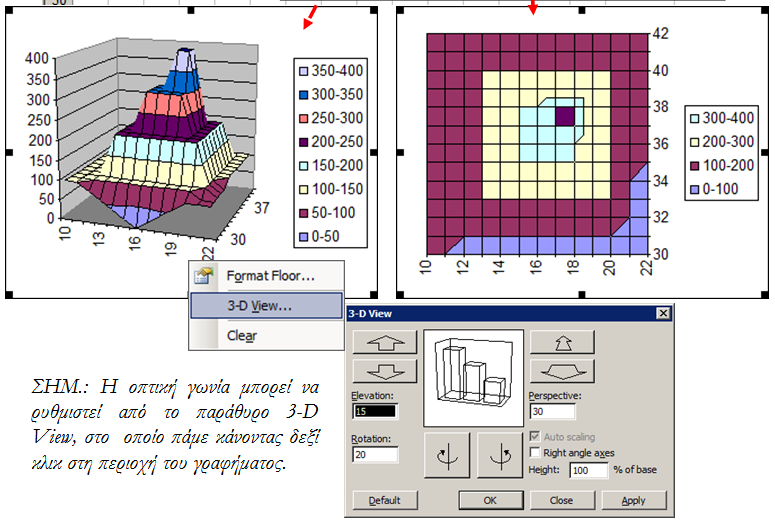 400
350
300
250
200
150
100
50
0
10
13
16
19
22
30
37
350-400
300-350
250-300
200-250
150-200
100-150
50-100
0-50
42
40
38
36
34
32
30
10
12
14
16
18
20
22
300-400
200-300
100-200
0-100
Format Floor...
3-D View...
Clear
3-D View
Elevation:
15
Rotation:
20
Perspective:
30
Auto scaling
Right angle axes
Height: 100 % of base
Default
OK
Close
Apply
ΣΗΜ.: Η οπτική γωνία μπορεί να
ρυθμιστεί από το παράθυρο 3-D
View, στο οποίο πάμε κάνοντας δεξί
κλικ στη περιοχή του γραφήματος.